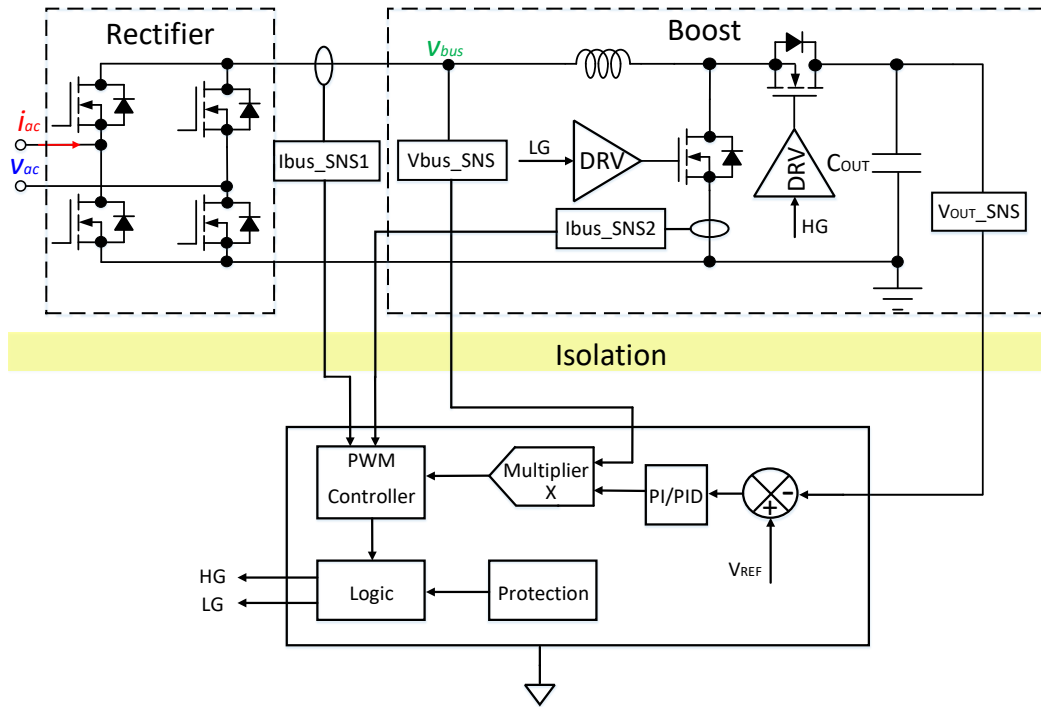 Rectifier
Boost
Vbus
iac
Vac
Ibus_SNS1
Vbus_SNS
LG
DRV
DRV
COUT
VOUT_SNS
Ibus_SNS2
HG
Isolation
PWM
Controller
Multiplier
X
PI/PID
-
+
VREF
HG
LG
Logic
Protection